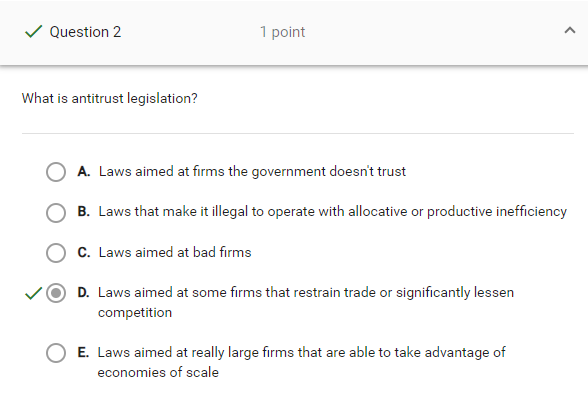 Question 2 1 point
What is antitrust legislation?
A. Laws aimed at firms the government doesn't trust
B. Laws that make it illegal to operate with allocative or productive inefficiency
C. Laws aimed at bad firms
D. Laws aimed at some firms that restrain trade or significantly lessen
competition
E. Laws aimed at really large firms that are able to take advantage of
economies of scale